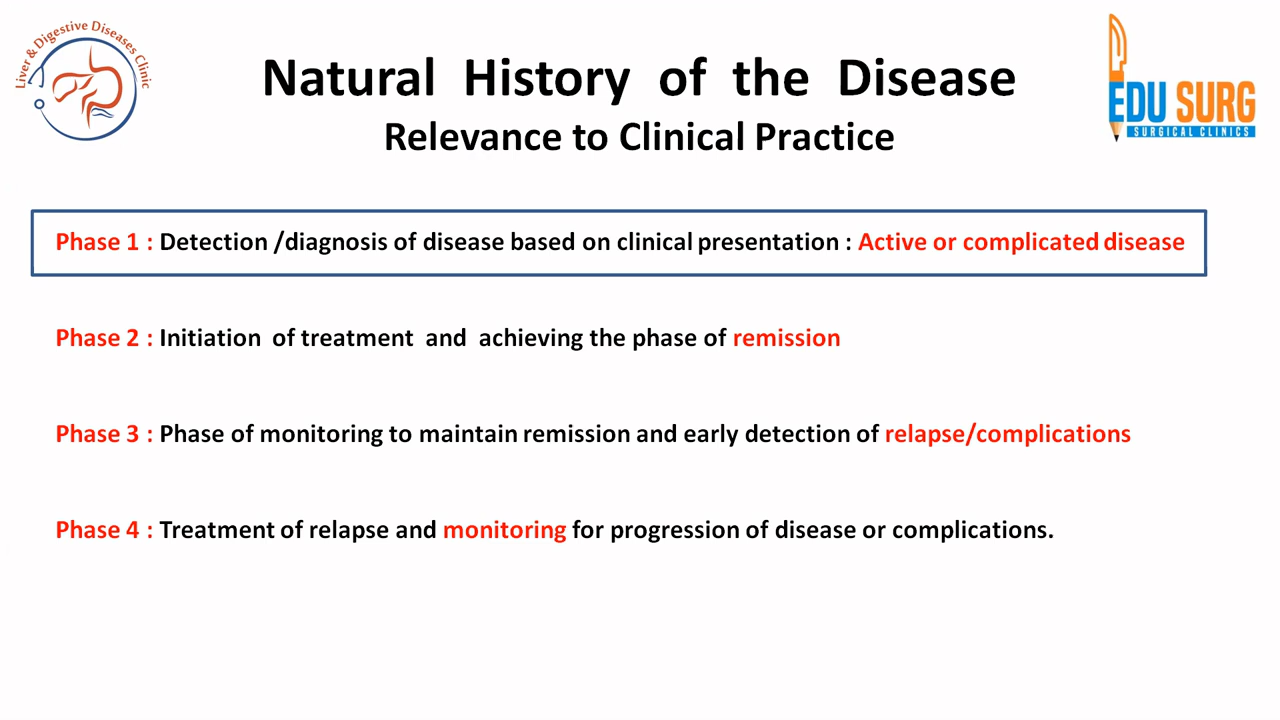 Liver & Digestive Diseases Clinic
Natural History of the Disease
Relevance to Clinical Practice
EDU SURG
SURGICAL CLINICS
Phase 1 : Detection /diagnosis of disease based on clinical presentation : Active or complicated disease
Phase 2 : Initiation of treatment and achieving the phase of remission
Phase 3 : Phase of monitoring to maintain remission and early detection of relapse/complications
Phase 4 : Treatment of relapse and monitoring for progression of disease or complications.